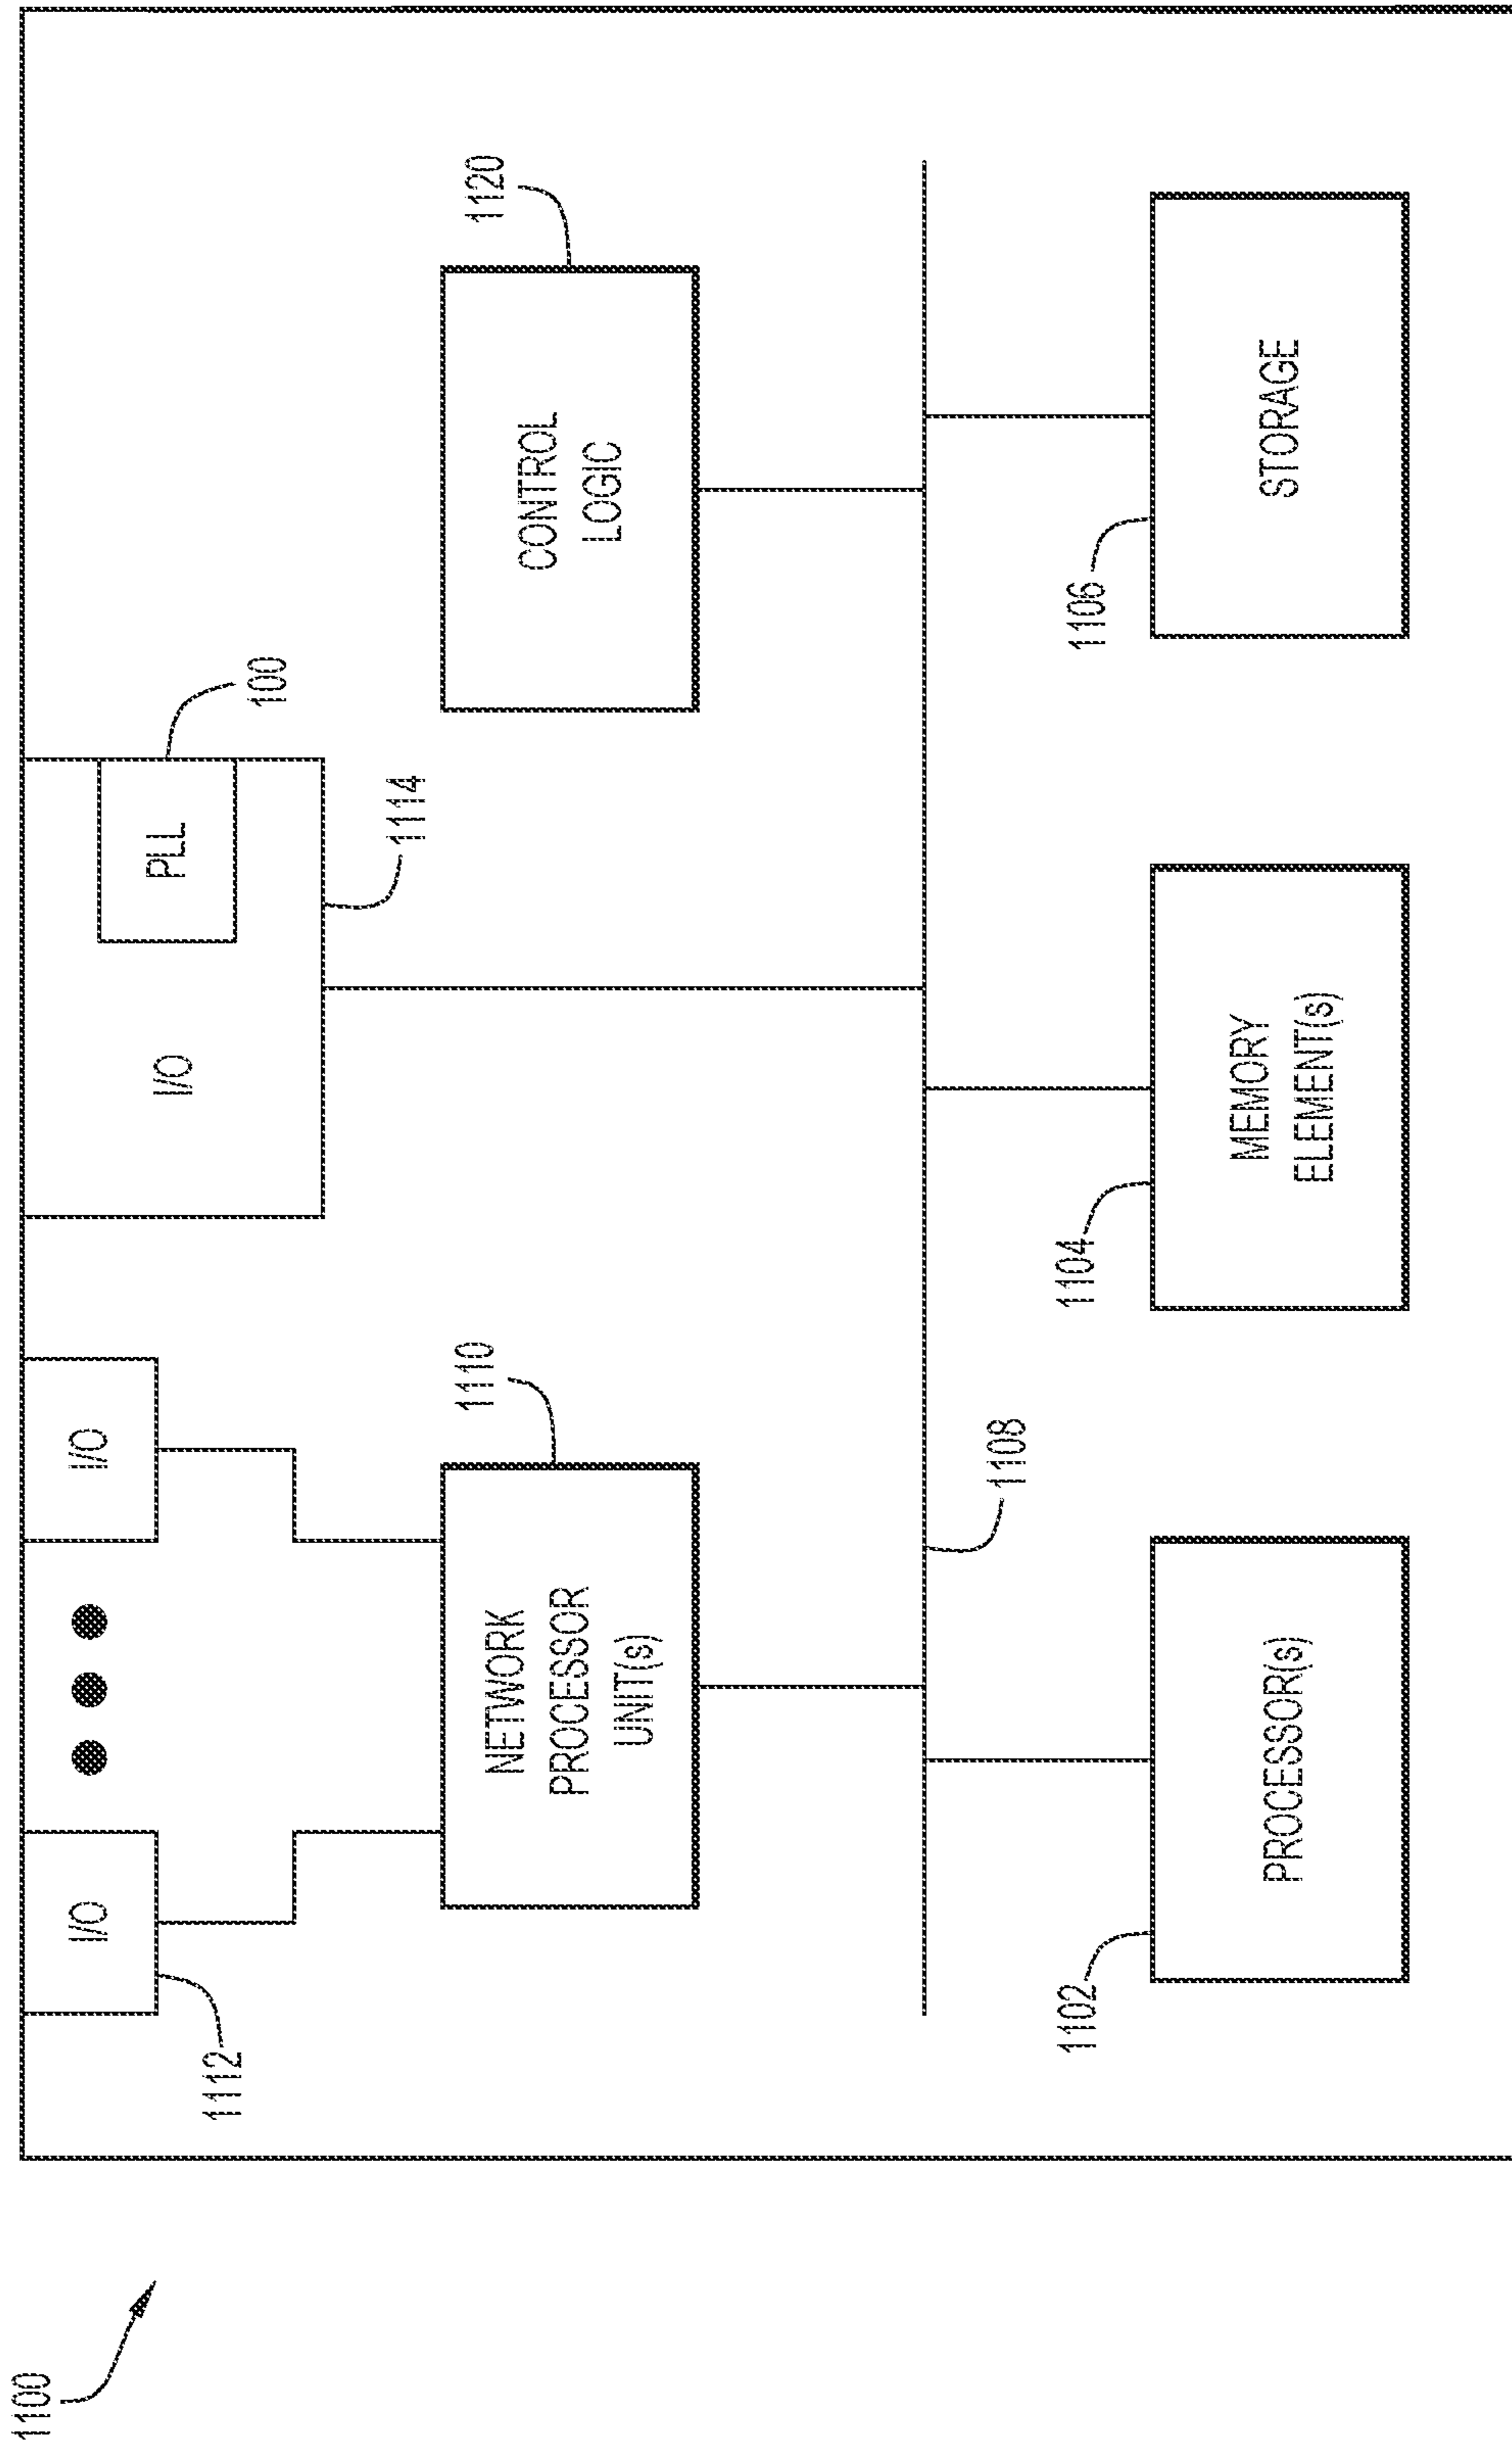 1100
1112
I/O
I/O
I/O
PLL
100
1114
NETWORK
PROCESSOR
UNIT(s)
1110
CONTROL
LOGIC
1120
1108
1102
PROCESSOR(s)
1104
MEMORY
ELEMENT(s)
1106
STORAGE